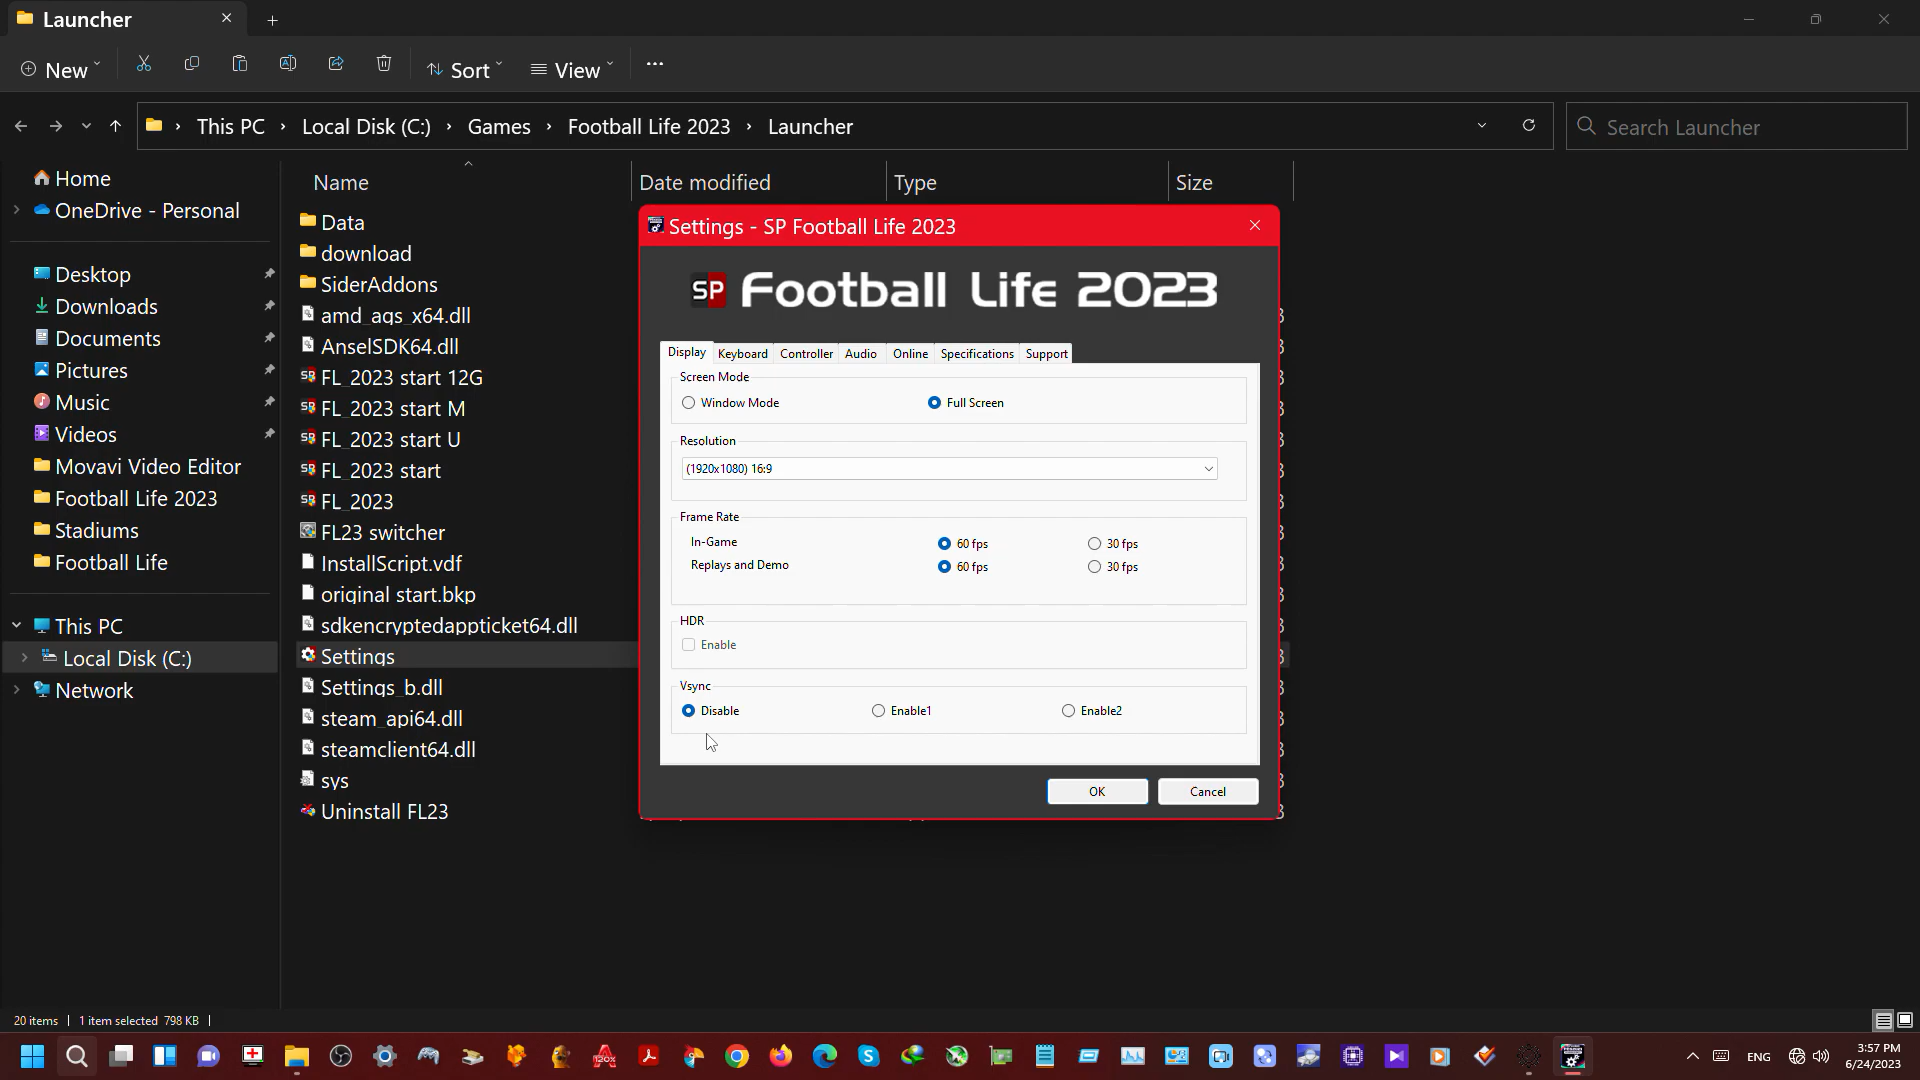 Launcher
New
Sort
View
This PC › Local Disk (C:) › Games › Football Life 2023 › Launcher
Search Launcher
Home
OneDrive - Personal
Desktop
Downloads
Documents
Pictures
Music
Videos
Movavi Video Editor
Football Life 2023
Stadiums
Football Life
This PC
Local Disk (C:)
Network
Name
Date modified
Type
Size
Data
download
SiderAddons
amd_ags_x64.dll
AnselSDK64.dll
FL_2023 start 12G
FL_2023 start M
FL_2023 start U
FL_2023 start
FL_2023
FL23 switcher
InstallScript.vdf
original start.bkp
sdkencryptedappticket64.dll
Settings
Settings_b.dll
steam_api64.dll
steamclient64.dll
sys
Uninstall FL23
Settings - SP Football Life 2023
SP Football Life 2023
Display Keyboard Controller Audio Online Specifications Support
Screen Mode
Window Mode Full Screen
Resolution
(1920x1080) 16:9
Frame Rate
In-Game 60 fps 30 fps
Replays and Demo 60 fps 30 fps
HDR
Enable
Vsync
Disable Enable1 Enable2
OK Cancel
20 items | 1 item selected 798 KB |
ENG
3:57 PM
6/24/2023